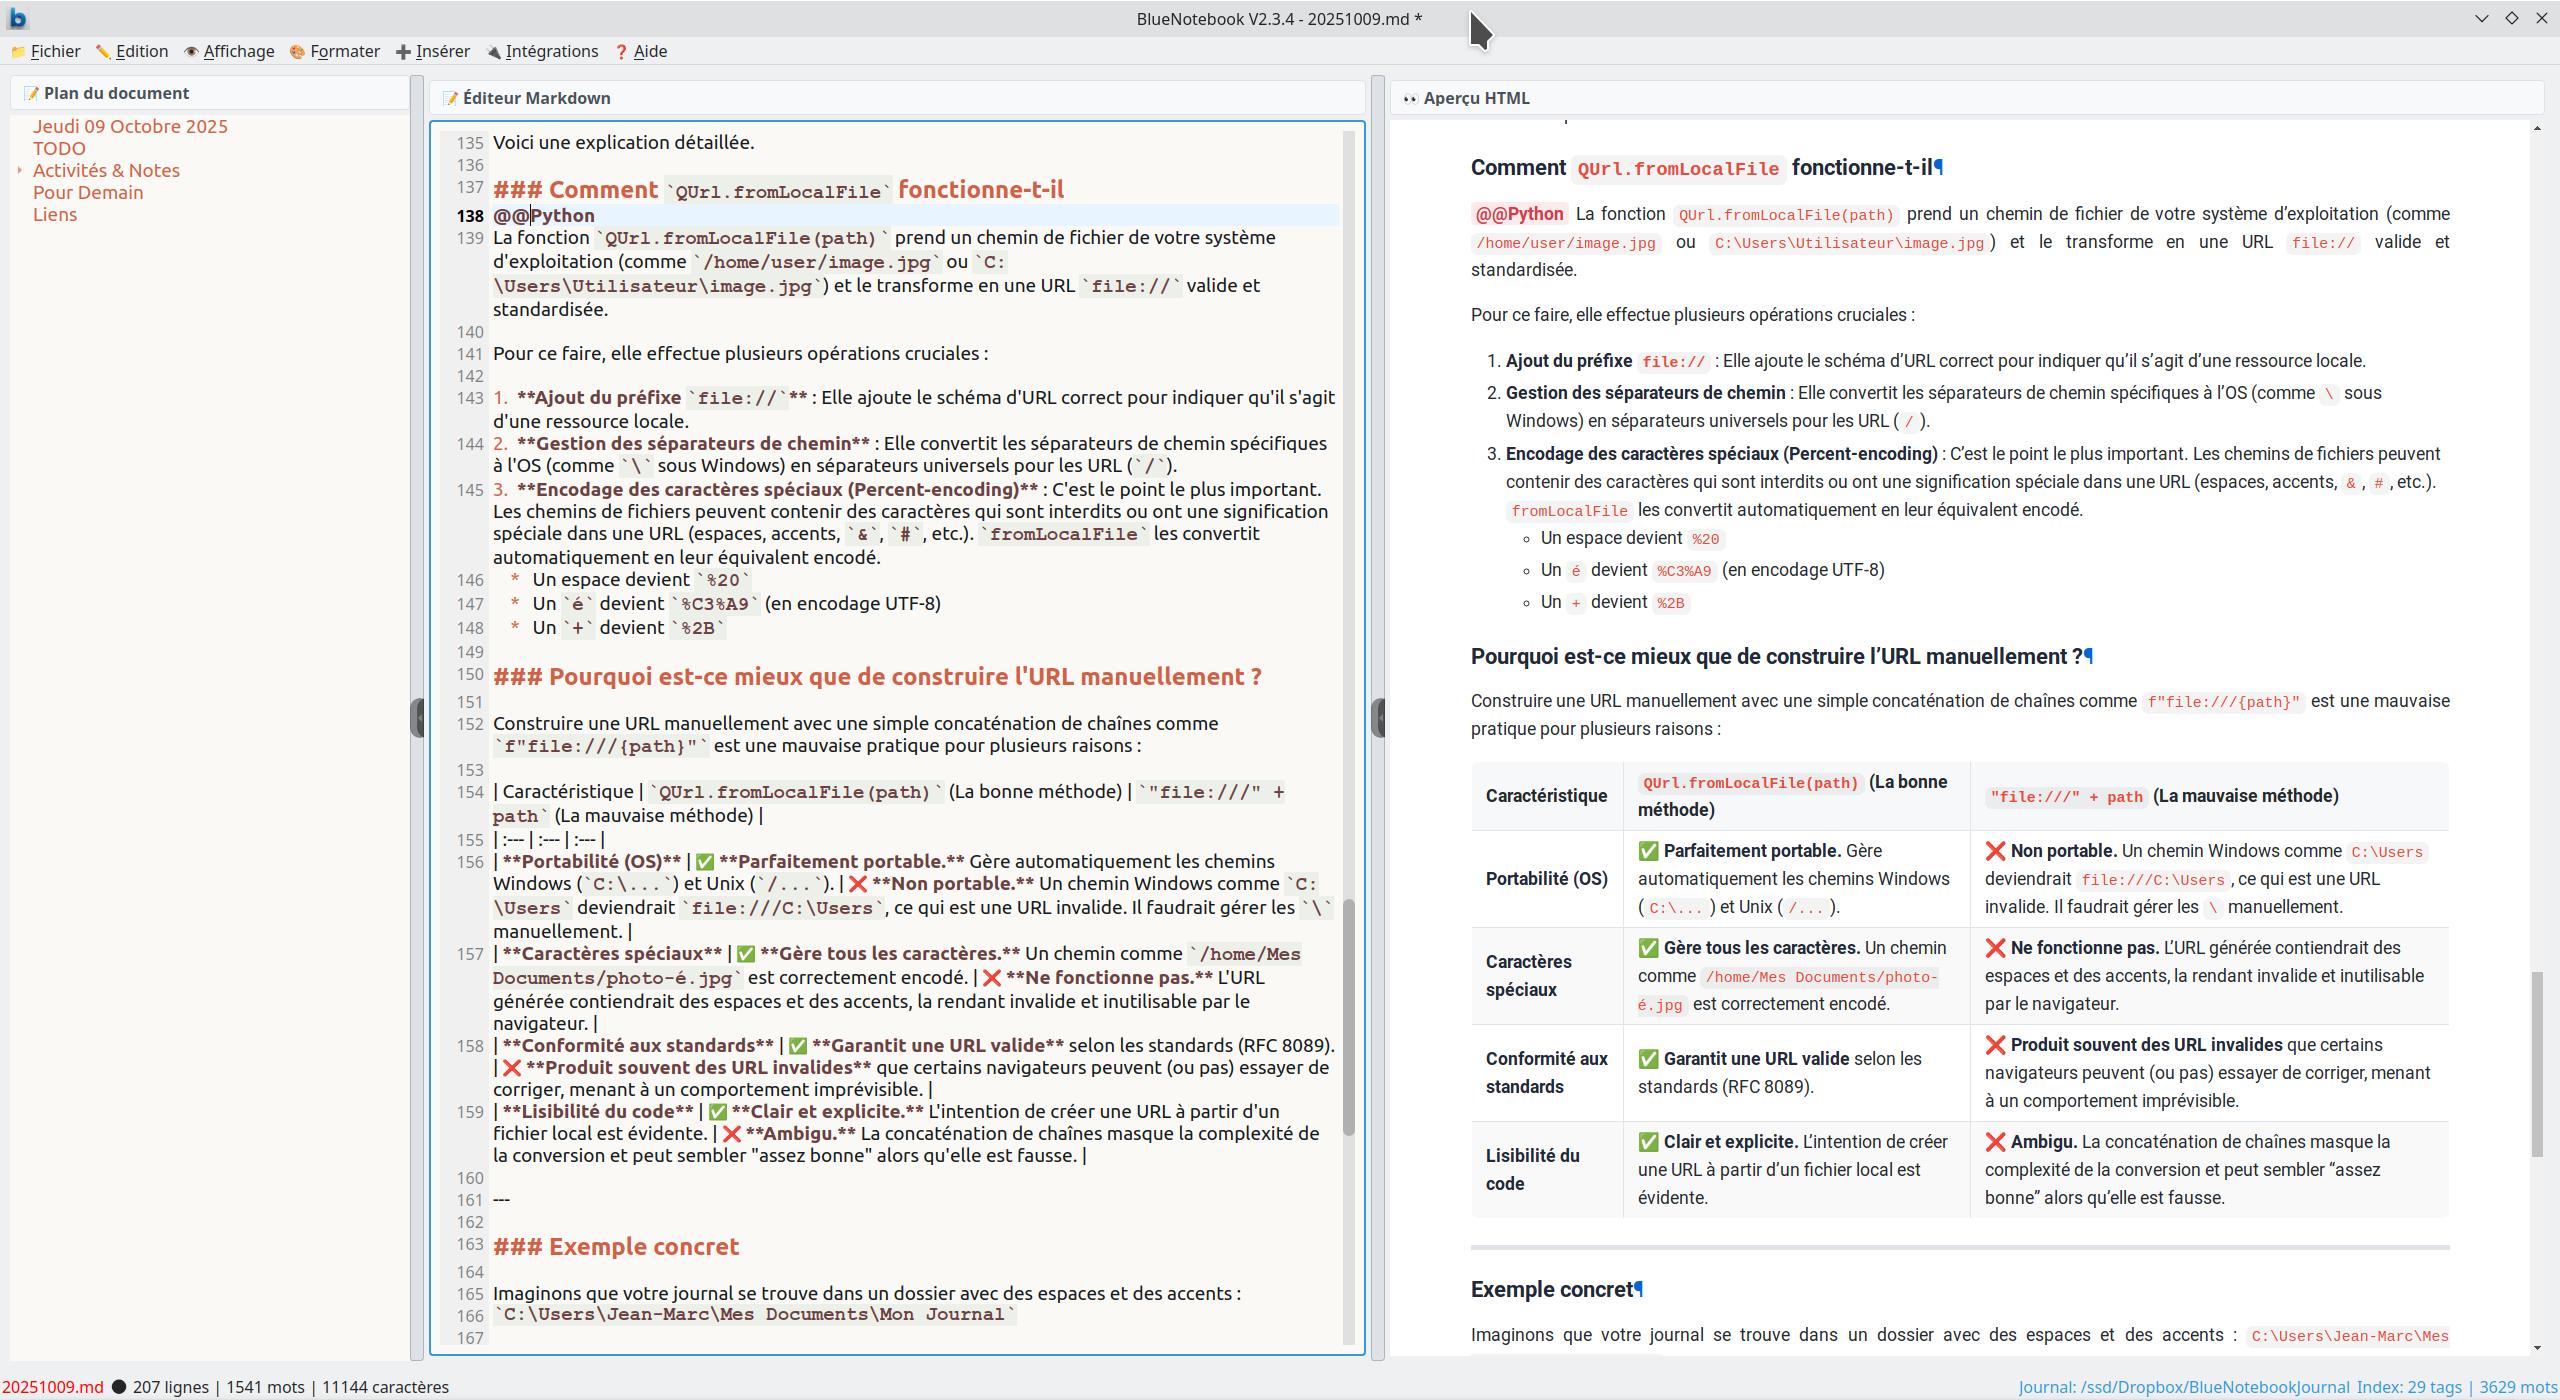 BlueNotebook V2.3.4 - 20251009.md *
Fichier Edition Affichage Formater Insérer Intégrations Aide
Plan du document
Jeudi 09 Octobre 2025
TODO
Activités & Notes
Pour Demain
Liens
Éditeur Markdown
135 Voici une explication détaillée.
136
137 ### Comment `QUrl.fromLocalFile` fonctionne-t-il
138 @@Python
139 La fonction `QUrl.fromLocalFile(path)` prend un chemin de fichier de votre système
d'exploitation (comme `/home/user/image.jpg` ou `C:
\Users\Utilisateur\image.jpg`) et le transforme en une URL `file://` valide et
standardisée.
140
141 Pour ce faire, elle effectue plusieurs opérations cruciales :
142
143 1. **Ajout du préfixe `file://`** : Elle ajoute le schéma d'URL correct pour indiquer qu'il s'agit
d'une ressource locale.
144 2. **Gestion des séparateurs de chemin** : Elle convertit les séparateurs de chemin spécifiques
à l'OS (comme `\` sous Windows) en séparateurs universels pour les URL (`/`).
145 3. **Encodage des caractères spéciaux (Percent-encoding)** : C'est le point le plus important.
Les chemins de fichiers peuvent contenir des caractères qui sont interdits ou ont une signification
spéciale dans une URL (espaces, accents, `&`, `#`, etc.). `fromLocalFile` les convertit
automatiquement en leur équivalent encodé.
146 * Un espace devient `%20`
147 * Un `é` devient `%C3%A9` (en encodage UTF-8)
148 * Un `+` devient `%2B`
149
150 ### Pourquoi est-ce mieux que de construire l'URL manuellement ?
151
152 Construire une URL manuellement avec une simple concaténation de chaînes comme
`f"file:///{path}"` est une mauvaise pratique pour plusieurs raisons :
153
154 | Caractéristique | `QUrl.fromLocalFile(path)` (La bonne méthode) | `"file:///" +
path` (La mauvaise méthode) |
155 | :--- | :--- | :--- |
156 | **Portabilité (OS)** | ✅ **Parfaitement portable.** Gère automatiquement les chemins
Windows (`C:\...`) et Unix (`/...`). | ❌ **Non portable.** Un chemin Windows comme `C:
\Users` deviendrait `file:///C:\Users`, ce qui est une URL invalide. Il faudrait gérer les `\`
manuellement. |
157 | **Caractères spéciaux** | ✅ **Gère tous les caractères.** Un chemin comme `/home/Mes
Documents/photo-é.jpg` est correctement encodé. | ❌ **Ne fonctionne pas.** L'URL
générée contiendrait des espaces et des accents, la rendant invalide et inutilisable par le
navigateur. |
158 | **Conformité aux standards** | ✅ **Garantit une URL valide** selon les standards (RFC 8089).
| ❌ **Produit souvent des URL invalides** que certains navigateurs peuvent (ou pas) essayer de
corriger, menant à un comportement imprévisible. |
159 | **Lisibilité du code** | ✅ **Clair et explicite.** L'intention de créer une URL à partir d'un
fichier local est évidente. | ❌ **Ambigu.** La concaténation de chaînes masque la complexité de
la conversion et peut sembler "assez bonne" alors qu'elle est fausse. |
160
161 ---
162
163 ### Exemple concret
164
165 Imaginons que votre journal se trouve dans un dossier avec des espaces et des accents :
166 `C:\Users\Jean-Marc\Mes Documents\Mon Journal`
167
Aperçu HTML
Comment QUrl.fromLocalFile fonctionne-t-il¶
@@Python La fonction QUrl.fromLocalFile(path) prend un chemin de fichier de votre système d’exploitation (comme
/home/user/image.jpg ou C:\Users\Utilisateur\image.jpg ) et le transforme en une URL file:// valide et
standardisée.
Pour ce faire, elle effectue plusieurs opérations cruciales :
1. Ajout du préfixe file:// : Elle ajoute le schéma d’URL correct pour indiquer qu’il s’agit d’une ressource locale.
2. Gestion des séparateurs de chemin : Elle convertit les séparateurs de chemin spécifiques à l’OS (comme \ sous
Windows) en séparateurs universels pour les URL ( / ).
3. Encodage des caractères spéciaux (Percent-encoding) : C’est le point le plus important. Les chemins de fichiers peuvent
contenir des caractères qui sont interdits ou ont une signification spéciale dans une URL (espaces, accents, & , # , etc.).
fromLocalFile les convertit automatiquement en leur équivalent encodé.
Un espace devient %20
Un é devient %C3%A9 (en encodage UTF-8)
Un + devient %2B
Pourquoi est-ce mieux que de construire l’URL manuellement ?¶
Construire une URL manuellement avec une simple concaténation de chaînes comme f"file:///{path}" est une mauvaise
pratique pour plusieurs raisons :
Caractéristique
QUrl.fromLocalFile(path) (La bonne
méthode)
"file:///" + path (La mauvaise méthode)
Portabilité (OS)
✅ Parfaitement portable. Gère
automatiquement les chemins Windows
( C:\... ) et Unix ( /... ).
❌ Non portable. Un chemin Windows comme C:\Users
deviendrait file:///C:\Users , ce qui est une URL
invalide. Il faudrait gérer les \ manuellement.
Caractères
spéciaux
✅ Gère tous les caractères. Un chemin
comme /home/Mes Documents/photo-
é.jpg est correctement encodé.
❌ Ne fonctionne pas. L’URL générée contiendrait des
espaces et des accents, la rendant invalide et inutilisable
par le navigateur.
Conformité aux
standards
✅ Garantit une URL valide selon les
standards (RFC 8089).
❌ Produit souvent des URL invalides que certains
navigateurs peuvent (ou pas) essayer de corriger, menant
à un comportement imprévisible.
Lisibilité du
code
✅ Clair et explicite. L’intention de créer
une URL à partir d’un fichier local est
évidente.
❌ Ambigu. La concaténation de chaînes masque la
complexité de la conversion et peut sembler “assez
bonne” alors qu’elle est fausse.
Exemple concret¶
Imaginons que votre journal se trouve dans un dossier avec des espaces et des accents : C:\Users\Jean-Marc\Mes
20251009.md ● 207 lignes | 1541 mots | 11144 caractères
Journal: /ssd/Dropbox/BlueNotebookJournal Index: 29 tags | 3629 mots